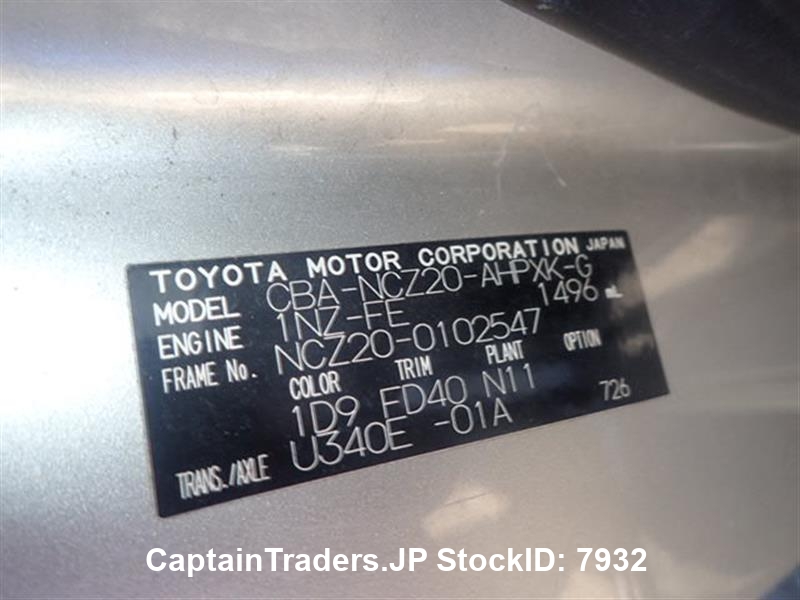 TOYOTA MOTOR CORPORATION JAPAN
MODEL CBA-NCZ20-AHPXK-G
ENGINE 1NZ-FE 1496 mL
FRAME No. NCZ20-0102547
COLOR TRIM PLANT OPTION
1D9 FD40 N11
TRANS./AXLE U340E -01A 726
CaptainTraders.JP StockID: 7932